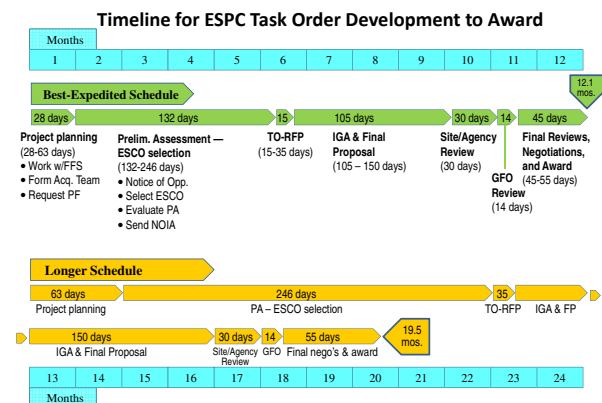 Timeline for ESPC Task Order Development to Award
Months
1 2 3 4 5 6 7 8 9 10 11 12
12.1
mos.
Best-Expedited Schedule
28 days 132 days 15 105 days 30 days 14 45 days
Project planning
(28-63 days)
• Work w/FFS
• Form Acq. Team
• Request PF
Prelim. Assessment —
ESCO selection
(132-246 days)
• Notice of Opp.
• Select ESCO
• Evaluate PA
• Send NOIA
TO-RFP
(15-35 days)
IGA & Final
Proposal
(105 – 150 days)
Site/Agency
Review
(30 days)
GFO
Review
(14 days)
Final Reviews,
Negotiations,
and Award
(45-55 days)
Longer Schedule
63 days 246 days 35
Project planning PA – ESCO selection TO-RFP IGA & FP
150 days 30 days 14 55 days
19.5
mos.
IGA & Final Proposal Site/Agency
Review
GFO Final nego's & award
13 14 15 16 17 18 19 20 21 22 23 24
Months